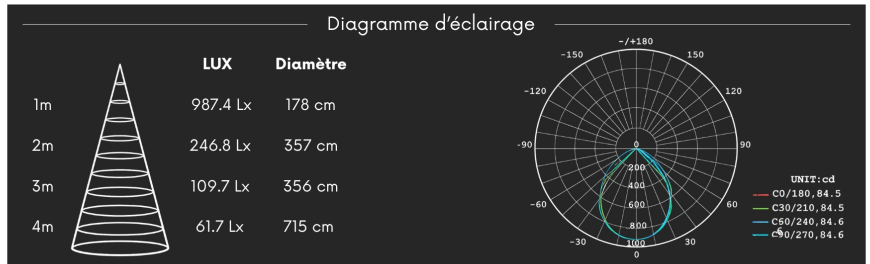 Diagramme d'éclairage
LUX Diamètre
1m 987.4 Lx 178 cm
2m 246.8 Lx 357 cm
3m 109.7 Lx 356 cm
4m 61.7 Lx 715 cm
-/+180
-150 150
-120 120
-90 0 90
200
400
-60 600 60
800
-30 1000 30
0
UNIT:cd
C0/180,84.5
C30/210,84.5
C60/240,84.6
6
C90/270,84.6